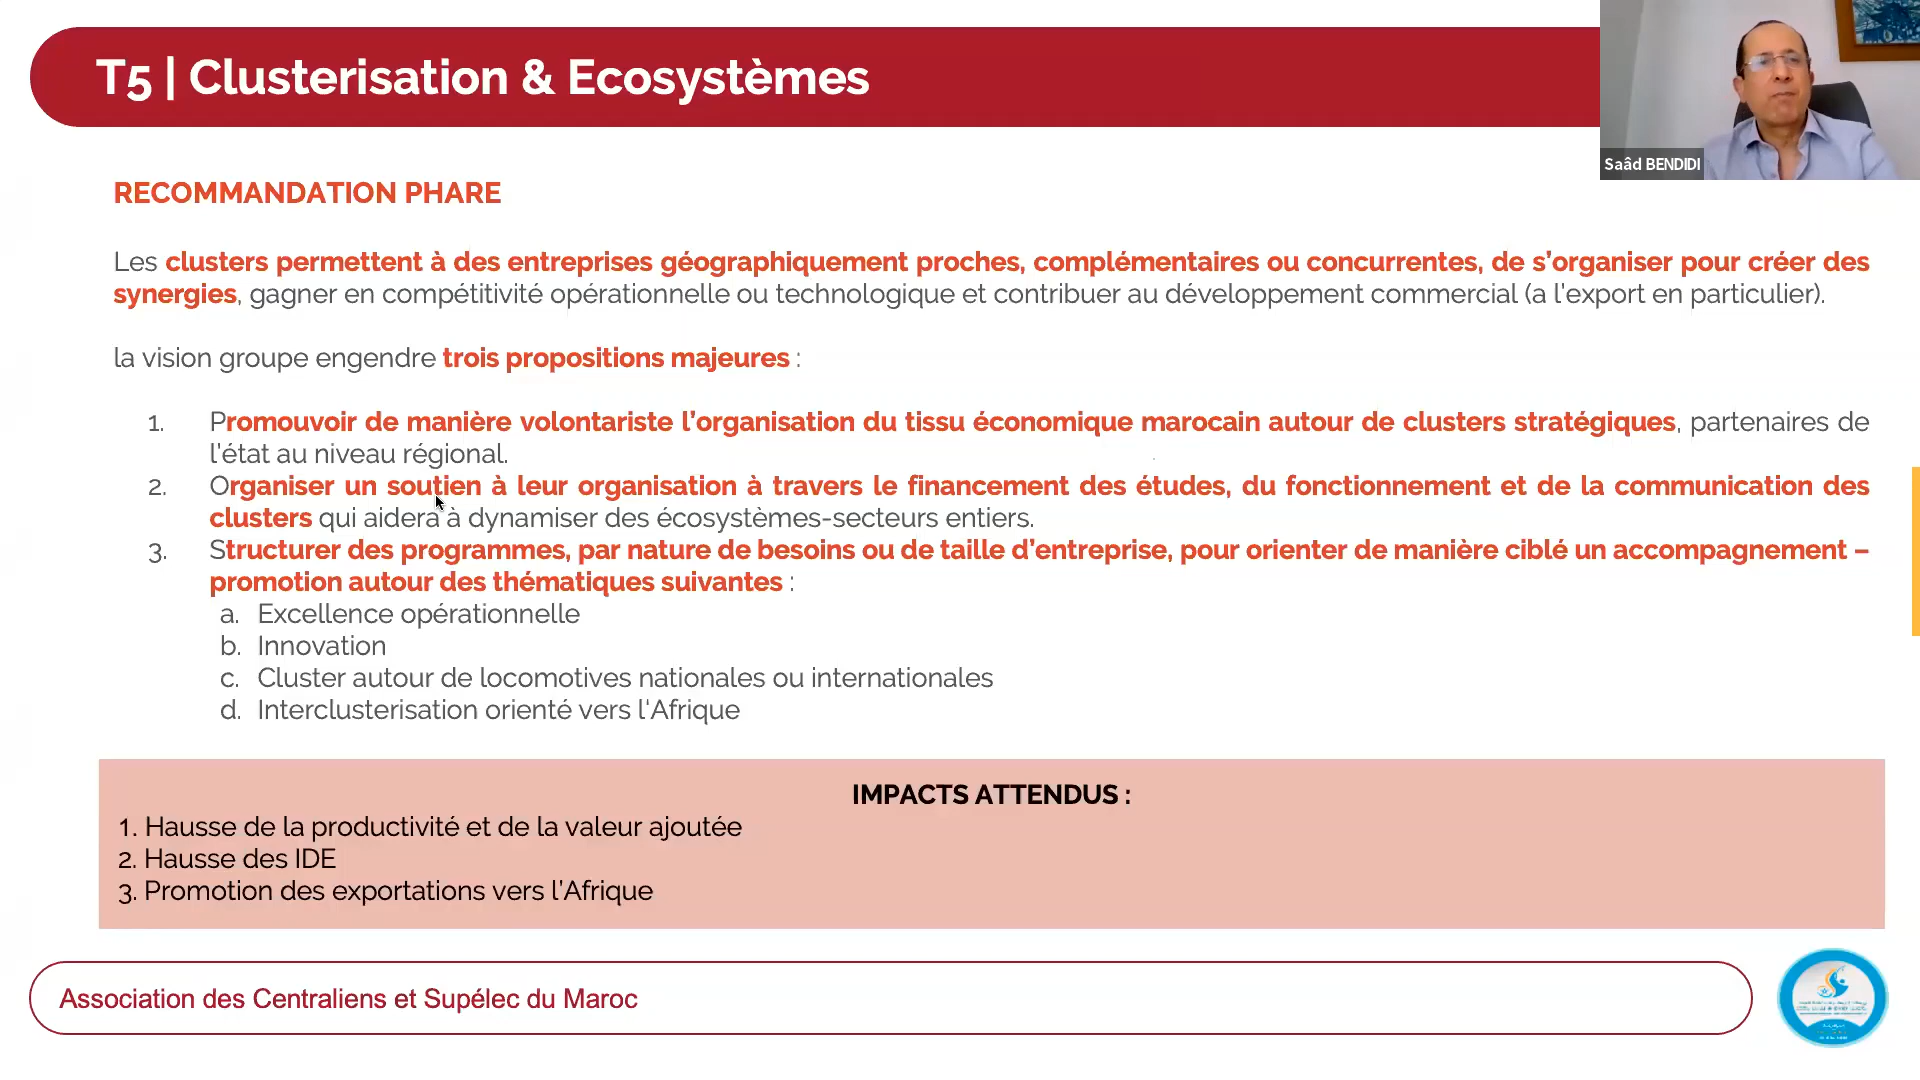 T5 | Clusterisation & Ecosystèmes
Saâd BENDIDI
RECOMMANDATION PHARE
Les clusters permettent à des entreprises géographiquement proches, complémentaires ou concurrentes, de s'organiser pour créer des
synergies, gagner en compétitivité opérationnelle ou technologique et contribuer au développement commercial (a l'export en particulier).
la vision groupe engendre trois propositions majeures :
1. Promouvoir de manière volontariste l'organisation du tissu économique marocain autour de clusters stratégiques, partenaires de
l'état au niveau régional.
2. Organiser un soutien à leur organisation à travers le financement des études, du fonctionnement et de la communication des
clusters qui aidera à dynamiser des écosystèmes-secteurs entiers.
3. Structurer des programmes, par nature de besoins ou de taille d'entreprise, pour orienter de manière ciblé un accompagnement –
promotion autour des thématiques suivantes :
a. Excellence opérationnelle
b. Innovation
c. Cluster autour de locomotives nationales ou internationales
d. Interclusterisation orienté vers l'Afrique
IMPACTS ATTENDUS :
1. Hausse de la productivité et de la valeur ajoutée
2. Hausse des IDE
3. Promotion des exportations vers l'Afrique
Association des Centraliens et Supélec du Maroc